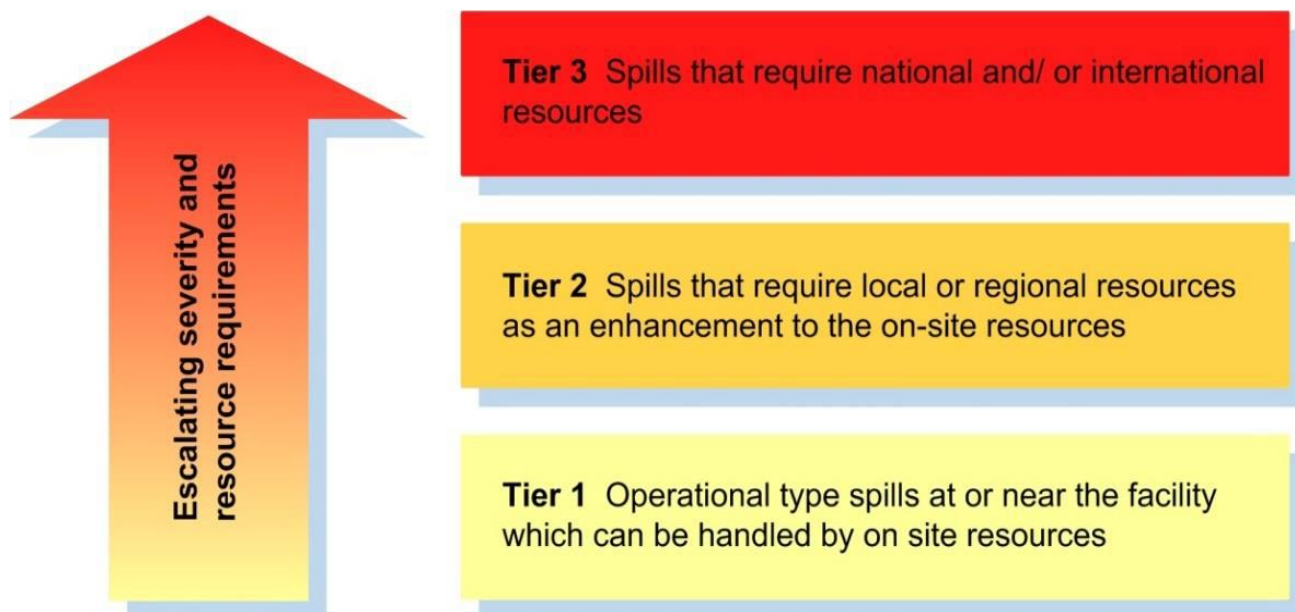 Escalating severity and
resource requirements
Tier 3 Spills that require national and/ or international
resources
Tier 2 Spills that require local or regional resources
as an enhancement to the on-site resources
Tier 1 Operational type spills at or near the facility
which can be handled by on site resources